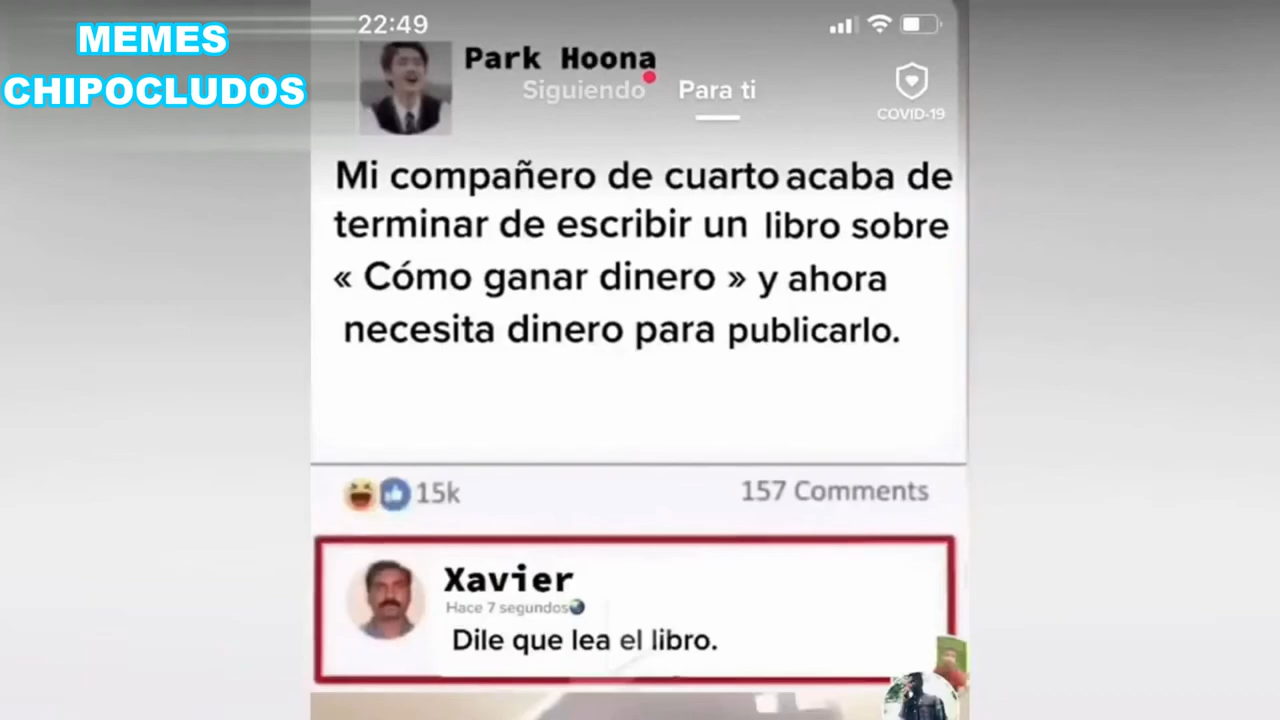 MEMES
CHIPOCLUDOS
22:49
Park Hoona
Siguiendo
Para ti
COVID-19
Mi compañero de cuarto acaba de
terminar de escribir un libro sobre
« Cómo ganar dinero » y ahora
necesita dinero para publicarlo.
15k
157 Comments
Xavier
Hace 7 segundos
Dile que lea el libro.